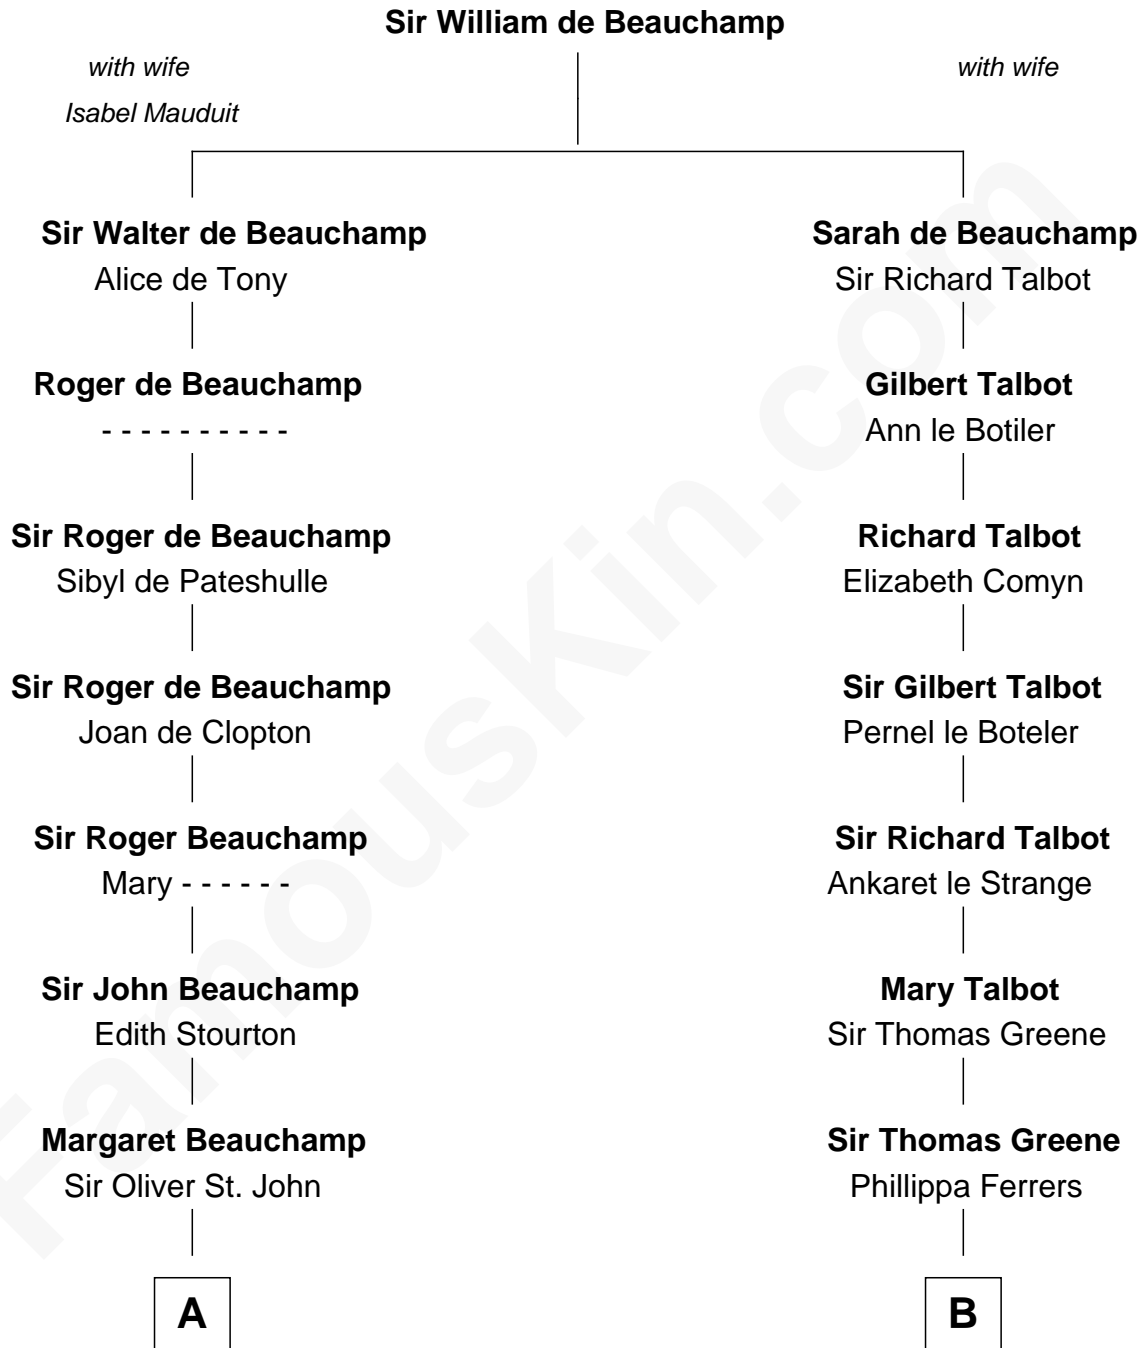 Sir William de Beauchamp
with wife
with wife
Isabel Mauduit
Sir Walter de Beauchamp
Alice de Tony
Sarah de Beauchamp
Sir Richard Talbot
Roger de Beauchamp
- - - - - - - - - -
Gilbert Talbot
Ann le Botiler
Sir Roger de Beauchamp
Sibyl de Pateshulle
Richard Talbot
Elizabeth Comyn
Sir Roger de Beauchamp
Joan de Clopton
Sir Gilbert Talbot
Pernel le Boteler
Sir Roger Beauchamp
Mary - - - - - -
Sir Richard Talbot
Ankaret le Strange
Sir John Beauchamp
Edith Stourton
Mary Talbot
Sir Thomas Greene
Margaret Beauchamp
Sir Oliver St. John
Sir Thomas Greene
Phillippa Ferrers
A
B
FamousKin.com